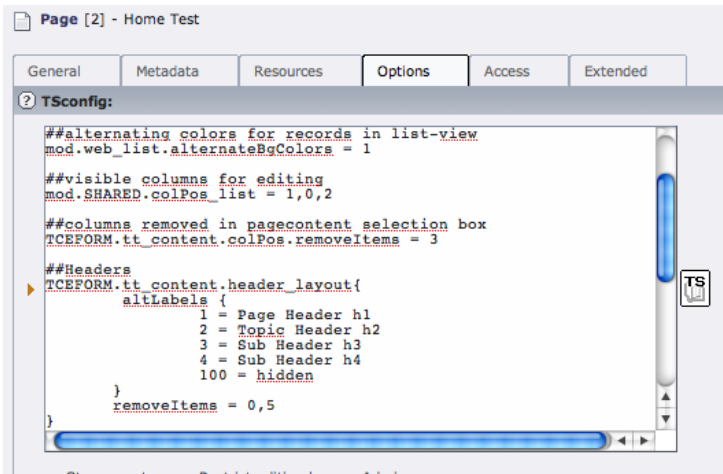 Page [2] - Home Test
General Metadata Resources Options Access Extended
? TSconfig:
##alternating colors for records in list-view
mod.web_list.alternateBgColors = 1
##visible columns for editing
mod.SHARED.colPos_list = 1,0,2
##columns removed in pagecontent selection box
TCEFORM.tt_content.colPos.removeItems = 3
##Headers
TCEFORM.tt_content.header_layout{
altLabels {
1 = Page Header h1
2 = Topic Header h2
3 = Sub Header h3
4 = Sub Header h4
100 = hidden
}
removeItems = 0,5
}
TS